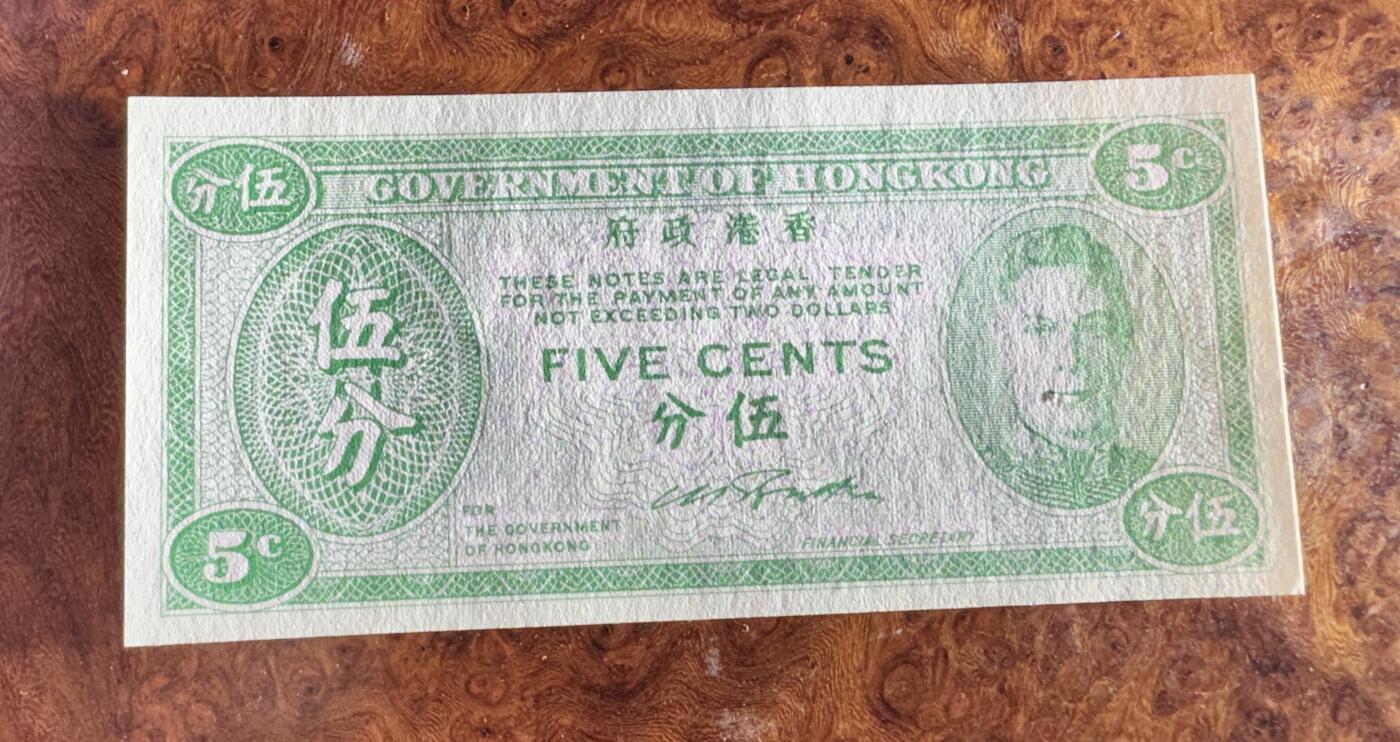 分伍
GOVERNMENT OF HONGKONG
5¢
府政港香
THESE NOTES ARE LEGAL TENDER
FOR THE PAYMENT OF ANY AMOUNT
NOT EXCEEDING TWO DOLLARS
伍分
FIVE CENTS
分伍
FOR
THE GOVERNMENT
OF HONGKONG
FINANCIAL SECRETARY
5¢
分伍